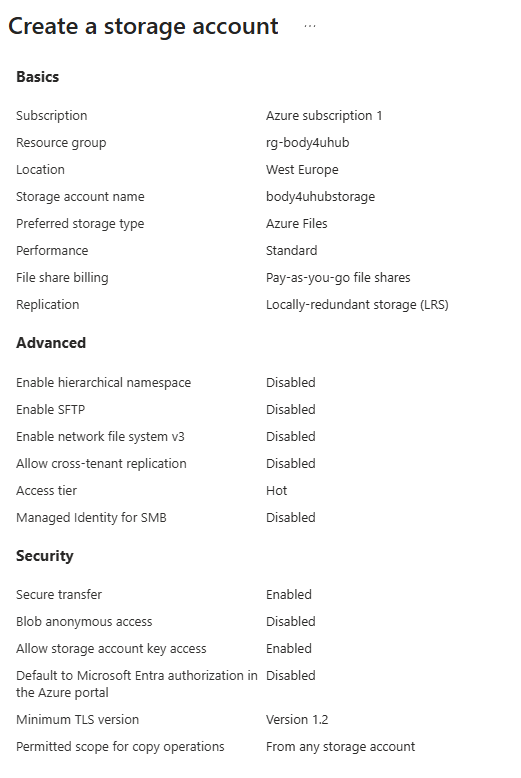 Create a storage account ...
Basics
Subscription Azure subscription 1
Resource group rg-body4uhub
Location West Europe
Storage account name body4uhubstorage
Preferred storage type Azure Files
Performance Standard
File share billing Pay-as-you-go file shares
Replication Locally-redundant storage (LRS)
Advanced
Enable hierarchical namespace Disabled
Enable SFTP Disabled
Enable network file system v3 Disabled
Allow cross-tenant replication Disabled
Access tier Hot
Managed Identity for SMB Disabled
Security
Secure transfer Enabled
Blob anonymous access Disabled
Allow storage account key access Enabled
Default to Microsoft Entra authorization in Disabled
the Azure portal
Minimum TLS version Version 1.2
Permitted scope for copy operations From any storage account